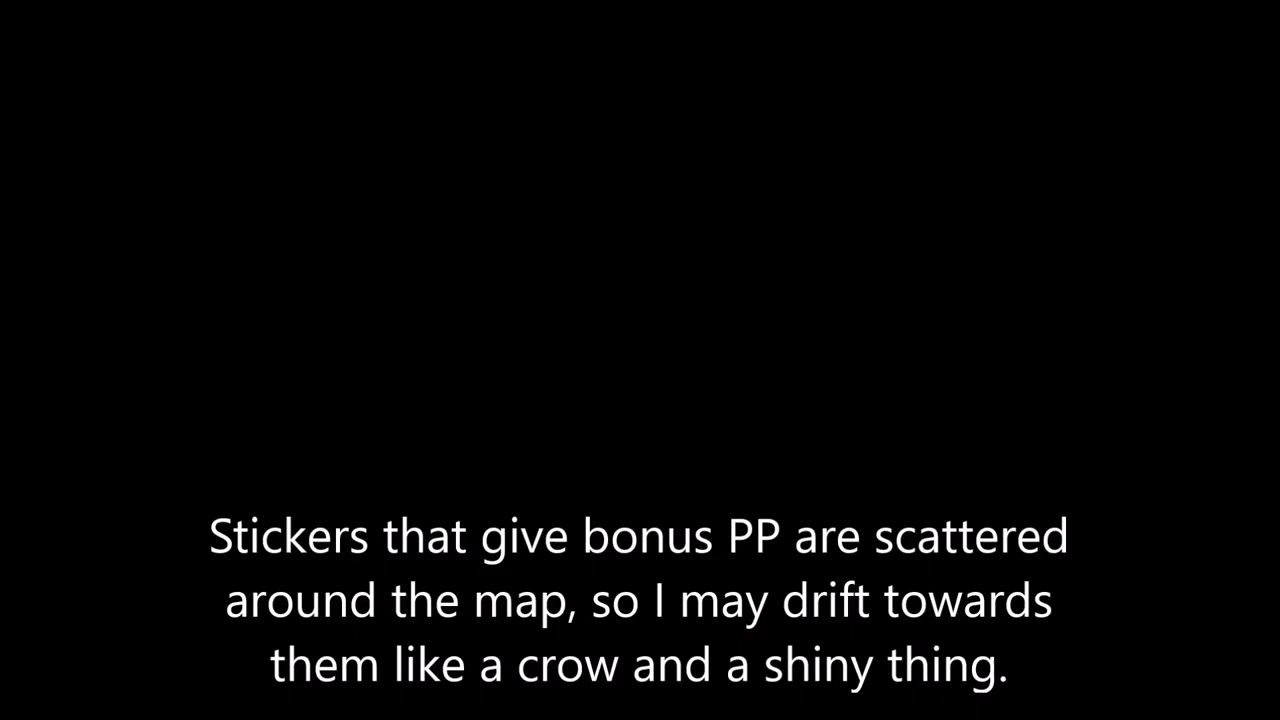 Stickers that give bonus PP are scattered
around the map, so I may drift towards
them like a crow and a shiny thing.